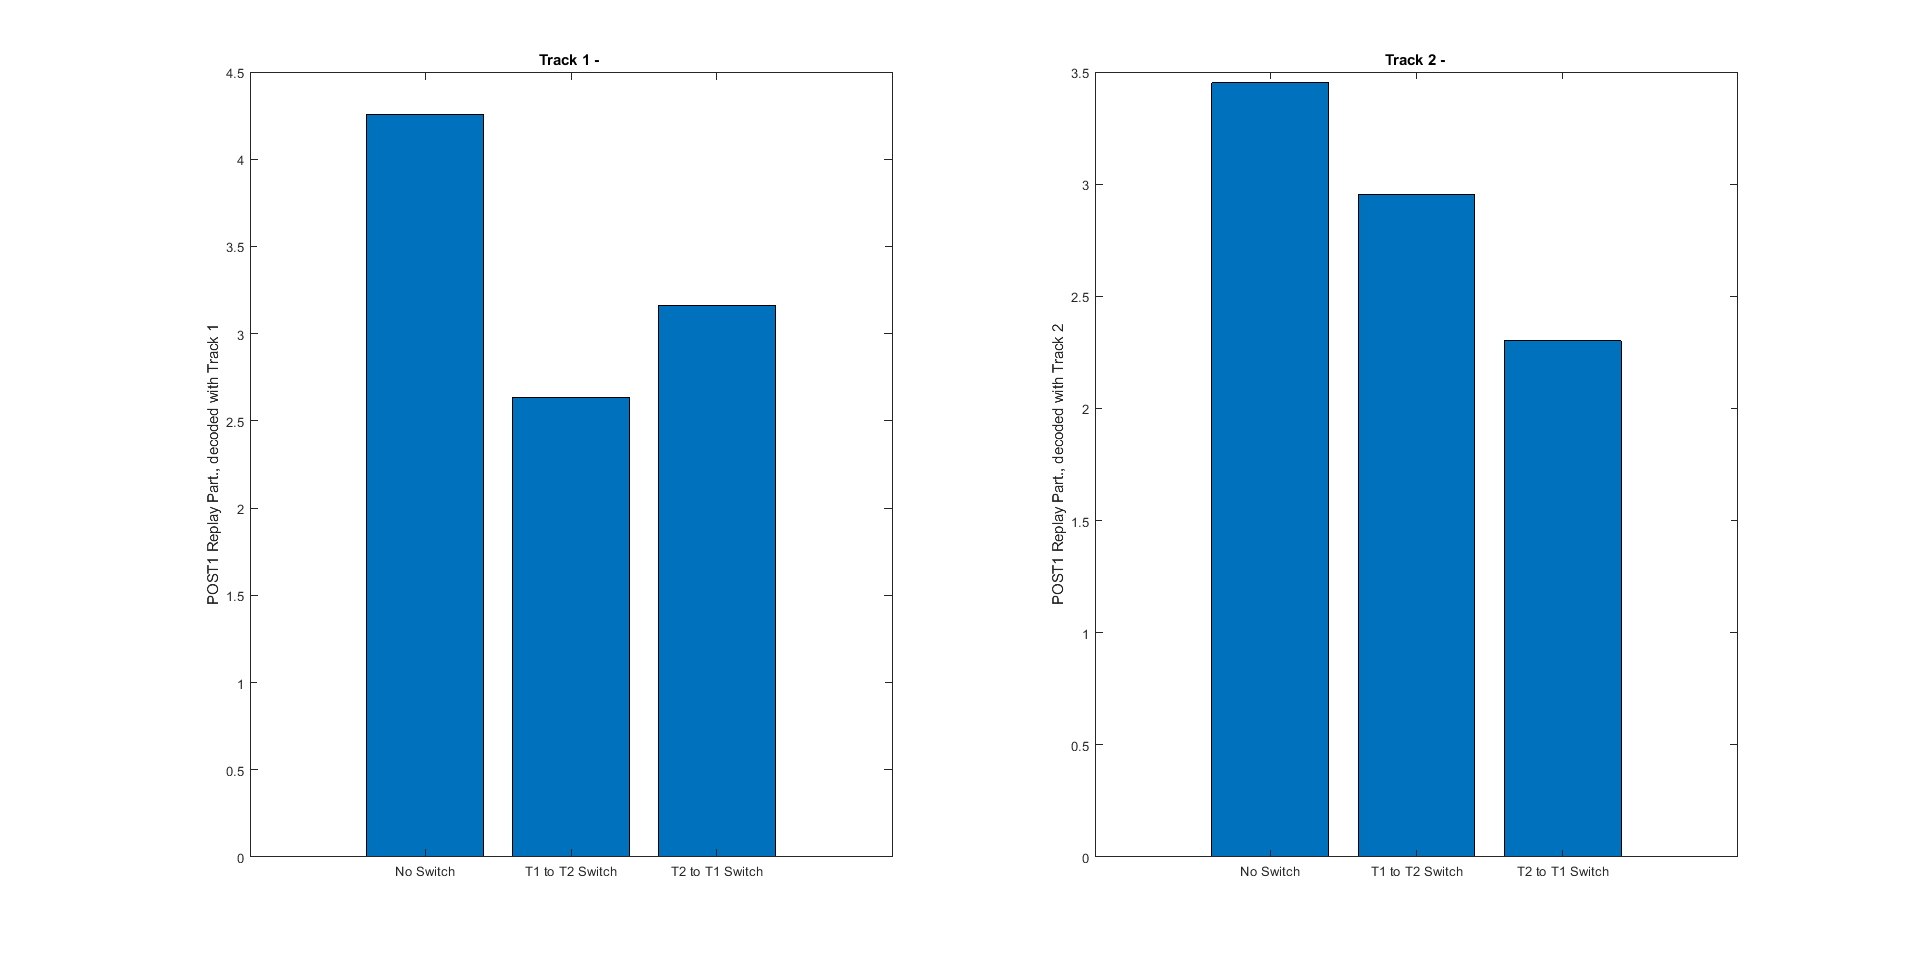 Track 1 -
4.5
4
3.5
3
2.5
2
1.5
1
0.5
0
POST1 Replay Part., decoded with Track 1
No Switch
T1 to T2 Switch
T2 to T1 Switch
Track 2 -
3.5
3
2.5
2
1.5
1
0.5
0
POST1 Replay Part., decoded with Track 2
No Switch
T1 to T2 Switch
T2 to T1 Switch